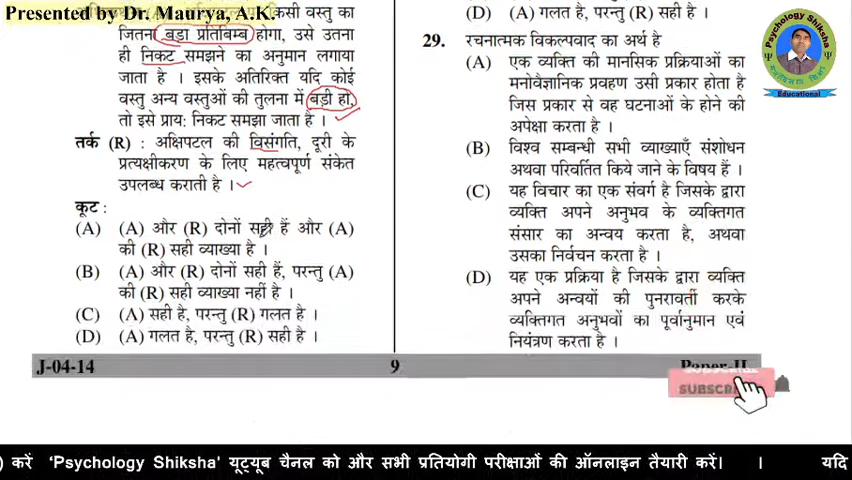 Presented by Dr. Maurya, A.K.
किसी वस्तु का
जितना बड़ा प्रतिबिम्ब होगा, उसे उतना
ही निकट समझने का अनुमान लगाया
जाता है । इसके अतिरिक्त यदि कोई
वस्तु अन्य वस्तुओं की तुलना में बड़ी हो,
तो इसे प्राय: निकट समझा जाता है ।
तर्क (R) : अक्षिपटल की विसंगति, दूरी के
प्रत्यक्षीकरण के लिए महत्वपूर्ण संकेत
उपलब्ध कराती है ।
कूट :
(A) (A) और (R) दोनों सही हैं और (A)
की (R) सही व्याख्या है ।
(B) (A) और (R) दोनों सही हैं, परन्तु (A)
की (R) सही व्याख्या नहीं है ।
(C) (A) सही है, परन्तु (R) गलत है ।
(D) (A) गलत है, परन्तु (R) सही है ।
(D) (A) गलत है, परन्तु (R) सही है ।
29. रचनात्मक विकल्पवाद का अर्थ है
(A) एक व्यक्ति की मानसिक प्रक्रियाओं का
मनोवैज्ञानिक प्रवहण उसी प्रकार होता है
जिस प्रकार से वह घटनाओं के होने की
अपेक्षा करता है ।
(B) विश्व सम्बन्धी सभी व्याख्याएँ संशोधन
अथवा परिवर्तित किये जाने के विषय हैं ।
(C) यह विचार का एक संवर्ग है जिसके द्वारा
व्यक्ति अपने अनुभव के व्यक्तिगत
संसार का अन्वय करता है, अथवा
उसका निर्वचन करता है ।
(D) यह एक प्रक्रिया है जिसके द्वारा व्यक्ति
अपने अन्वयों की पुनरावर्ती करके
व्यक्तिगत अनुभवों का पूर्वानुमान एवं
नियंत्रण करता है ।
Psychology Shiksha
Educational
J-04-14 9 Paper-II
SUBSCRIBE
) करें 'Psychology Shiksha' यूट्यूब चैनल को और सभी प्रतियोगी परीक्षाओं की ऑनलाइन तैयारी करें। । यदि